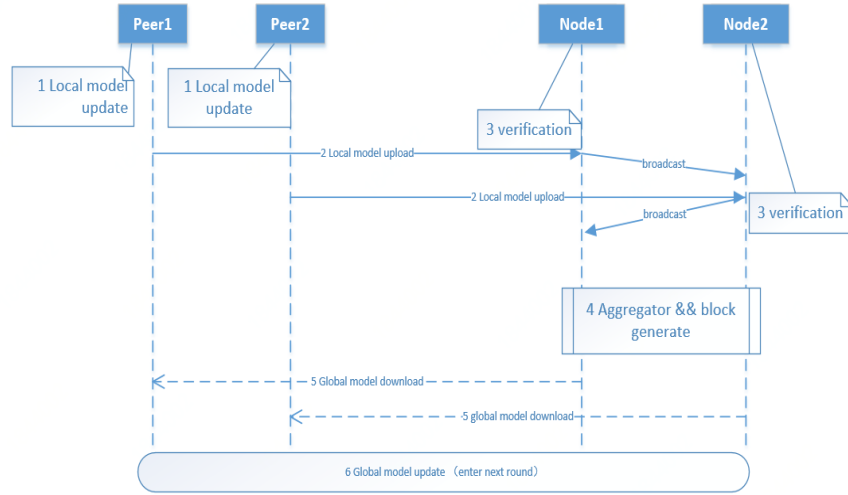 Peer1
Peer2
Node1
Node2
1 Local model
update
1 Local model
update
3 verification
2 Local model upload
broadcast
2 Local model upload
broadcast
3 verification
4 Aggregator && block
generate
5 Global model download
5 global model download
6 Global model update （enter next round）